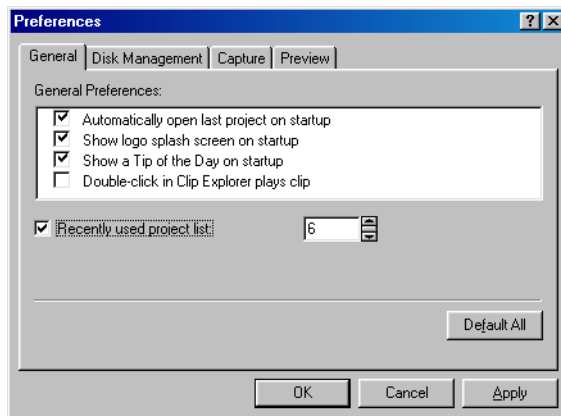 Preferences
General Disk Management Capture Preview
General Preferences:
Automatically open last project on startup
Show logo splash screen on startup
Show a Tip of the Day on startup
Double-click in Clip Explorer plays clip
Recently used project list: 6
Default All
OK Cancel Apply